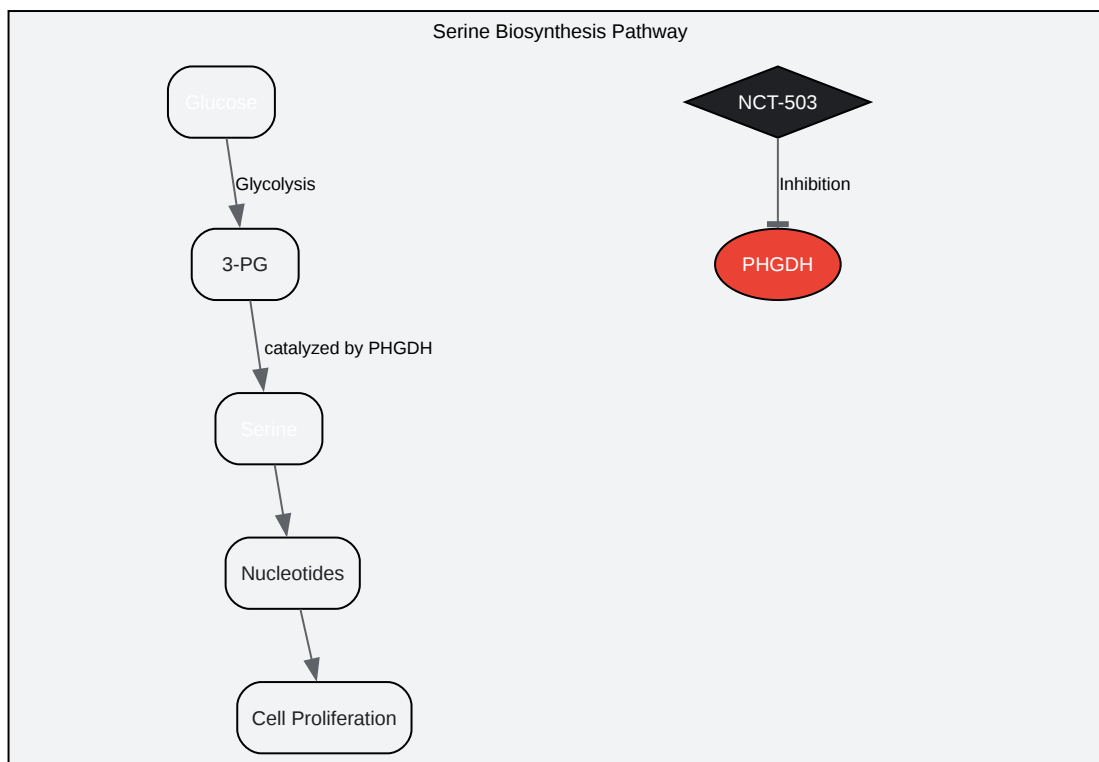 Serine Biosynthesis Pathway
Glucose
NCT-503
Glycolysis
Inhibition
3-PG
PHGDH
catalyzed by PHGDH
Serine
Nucleotides
Cell Proliferation